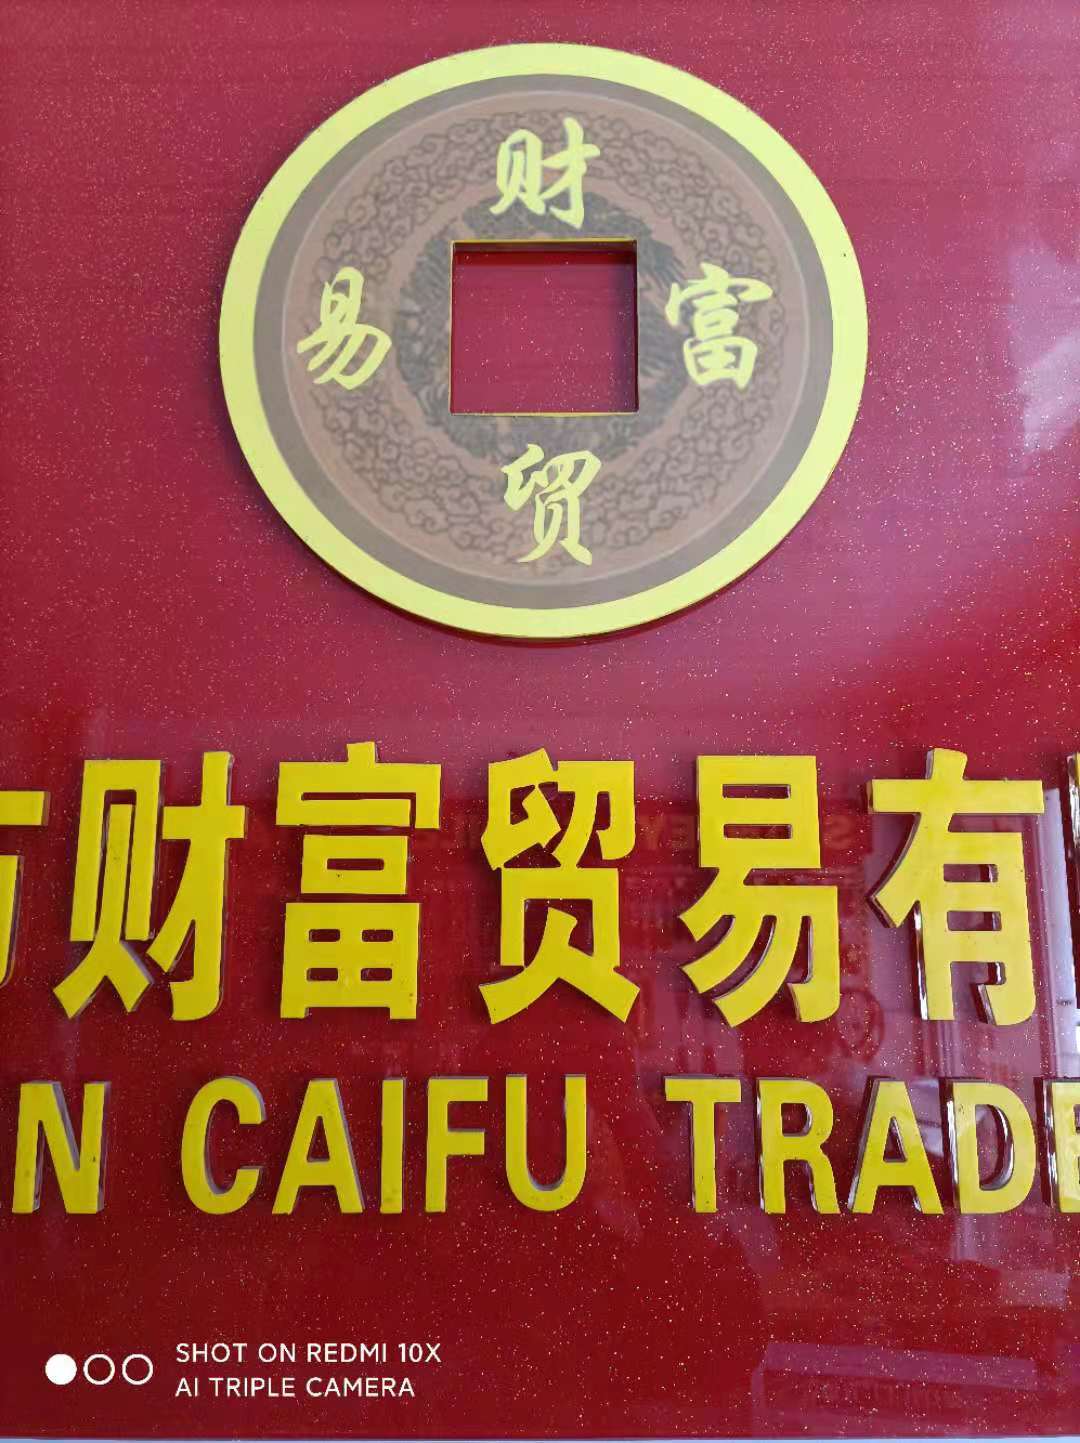 财
易 富
贸
财富贸易有
N CAIFU TRADE
SHOT ON REDMI 10X
AI TRIPLE CAMERA